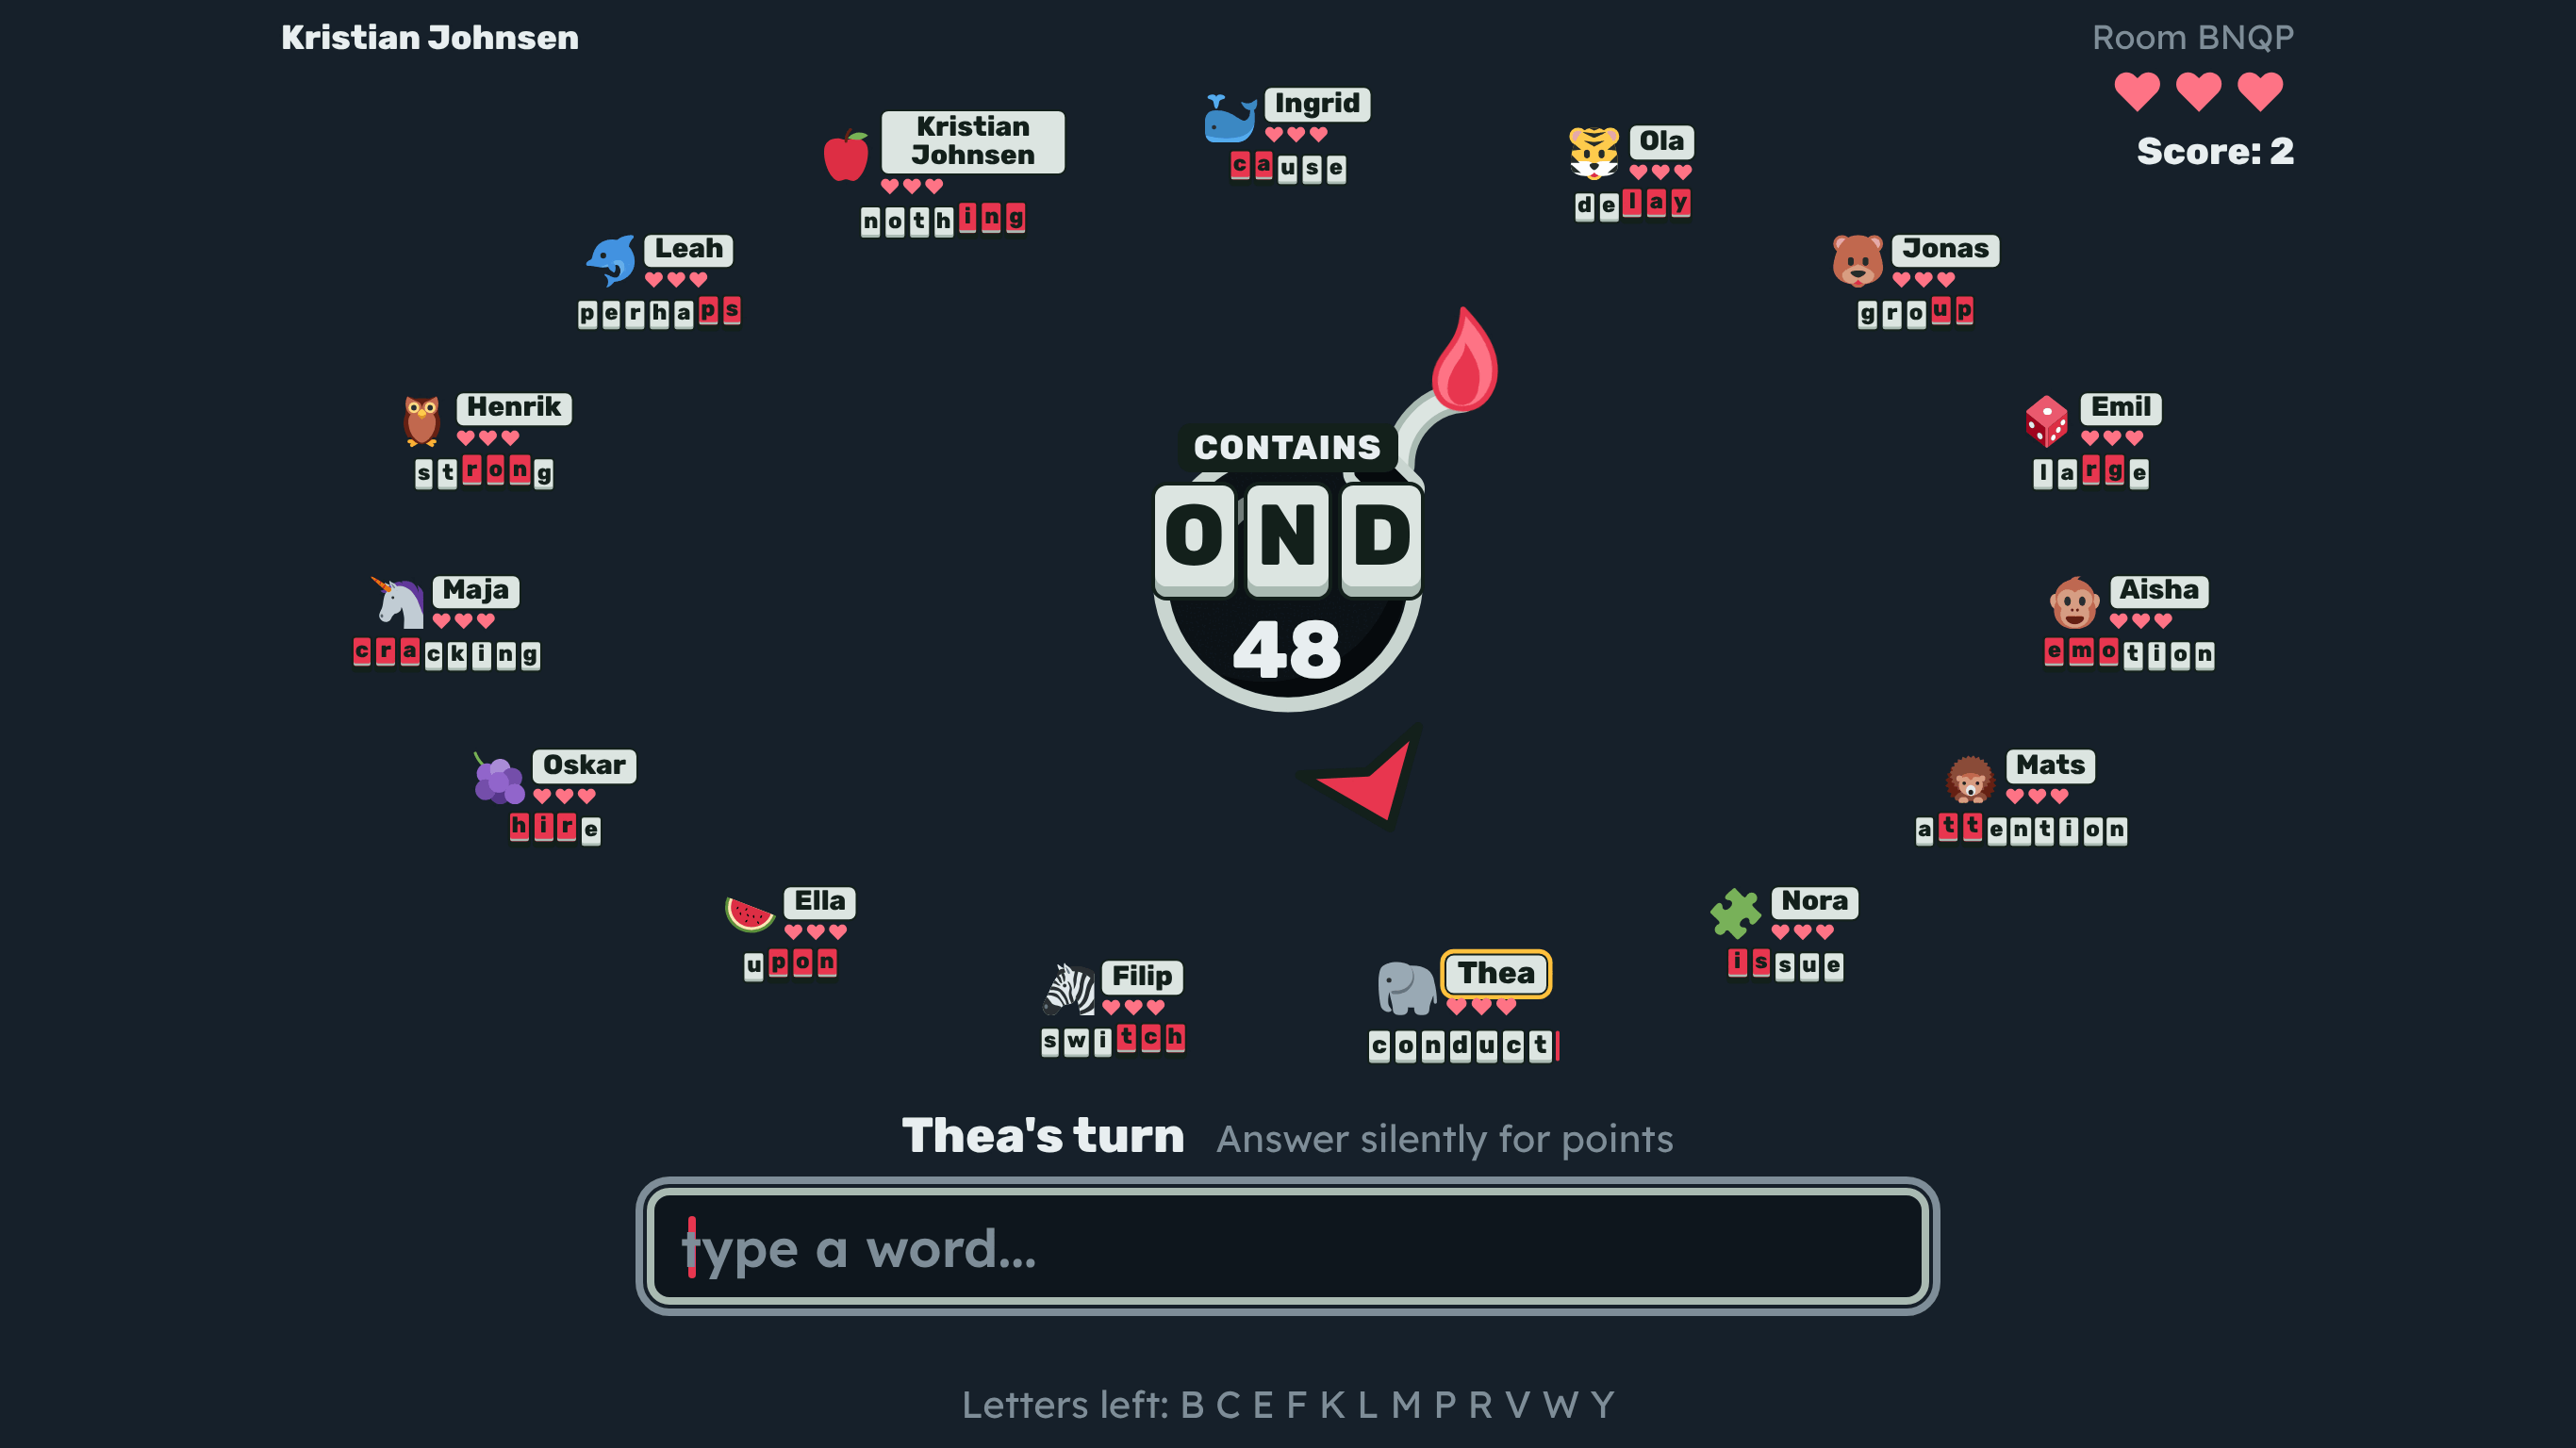 Kristian Johnsen
Room BNQP
Score: 2
Ingrid
cause
Kristian
Johnsen
nothing
Ola
delay
Leah
perhaps
Jonas
group
Henrik
strong
Emil
large
CONTAINS
OND
48
Maja
cracking
Aisha
emotion
Oskar
hire
Mats
attention
Ella
upon
Nora
issue
Filip
switch
Thea
conduct
Thea's turn Answer silently for points
type a word...
Letters left: B C E F K L M P R V W Y